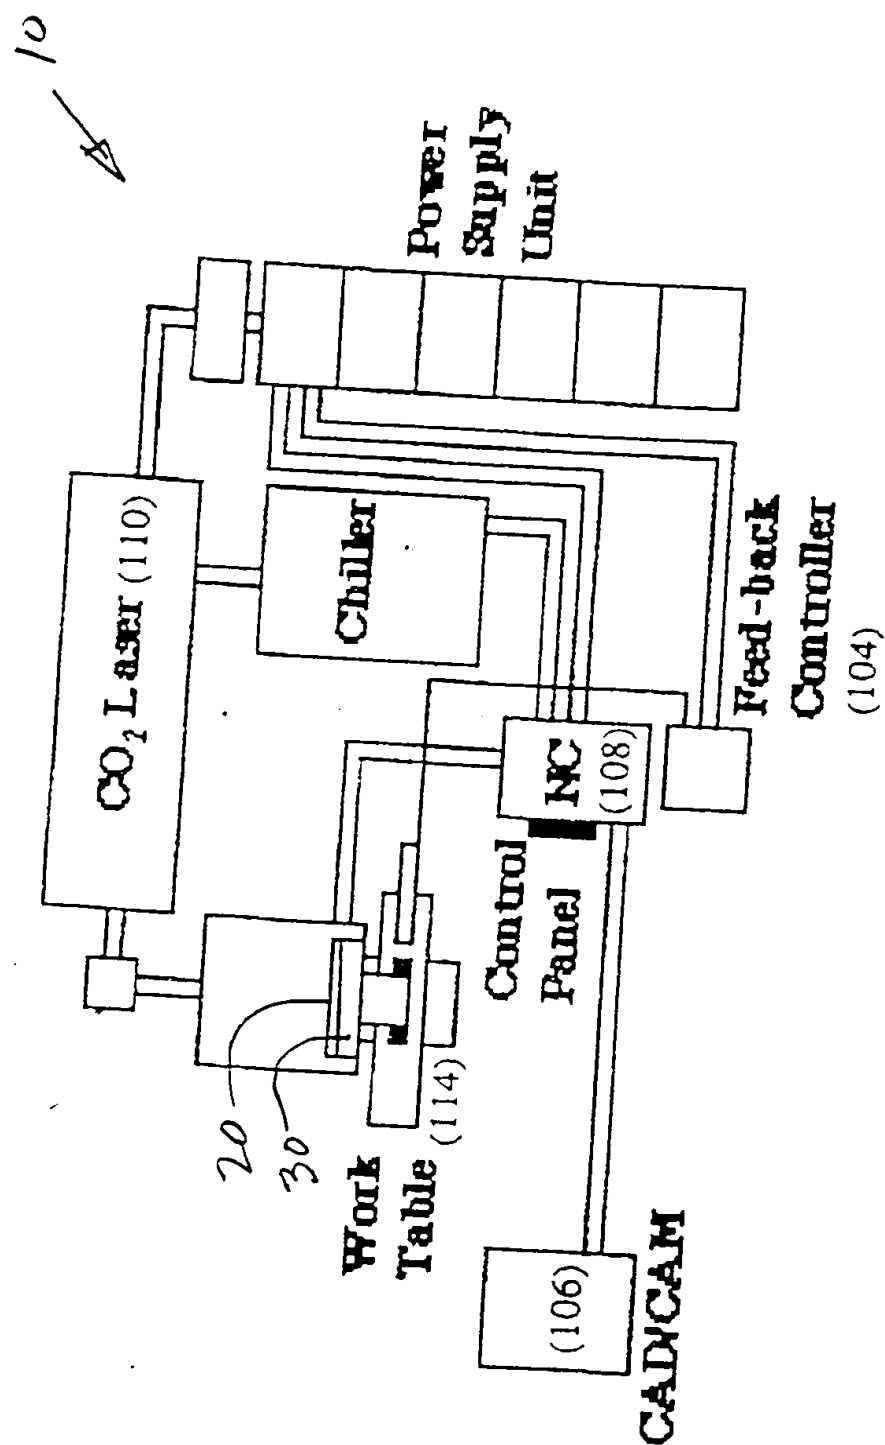 10
Power
Supply
Unit
CO₂ Laser (110)
Chiller
Feed-back
Controller
(104)
NC
(108)
Control
Panel
20
30
Work
Table (114)
(106)
CAD/CAM